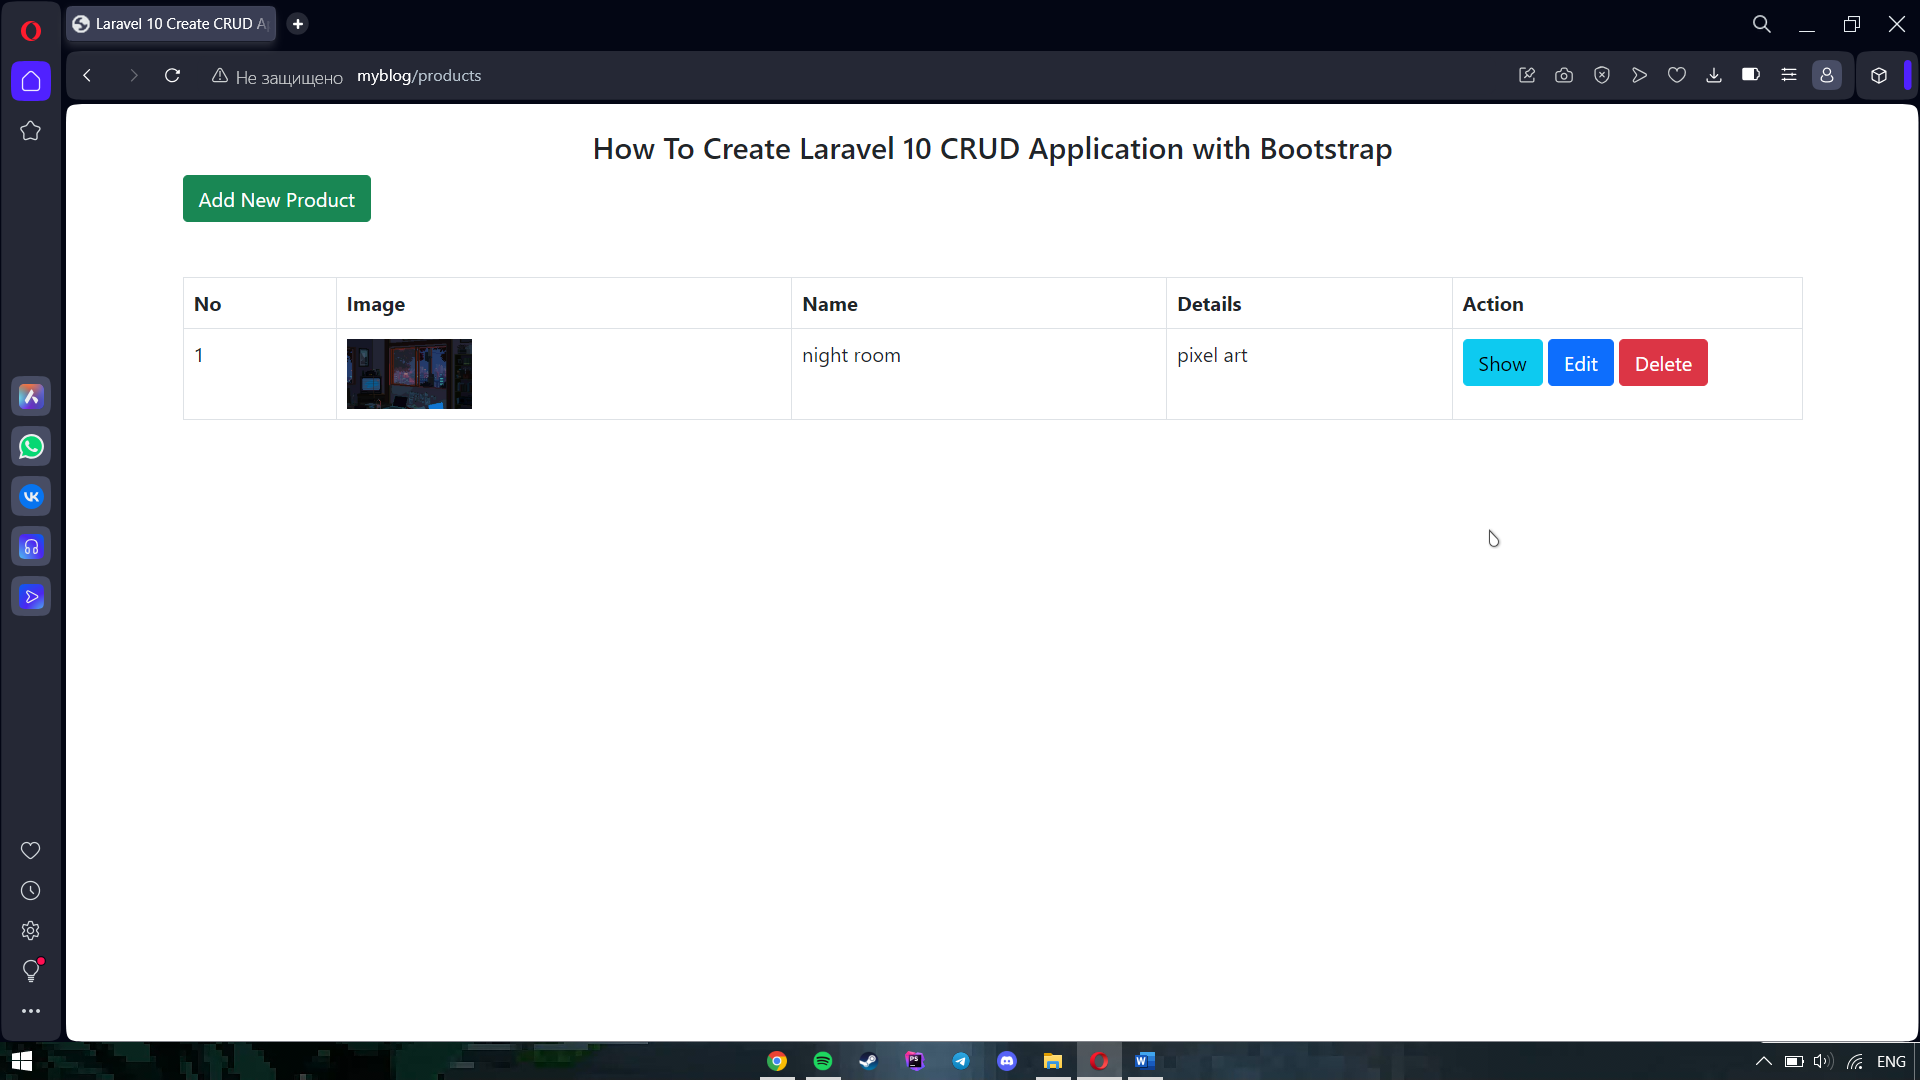 Laravel 10 Create CRUD A
Не защищено myblog/products
How To Create Laravel 10 CRUD Application with Bootstrap
Add New Product
No Image Name Details Action
1 night room pixel art Show Edit Delete
ENG